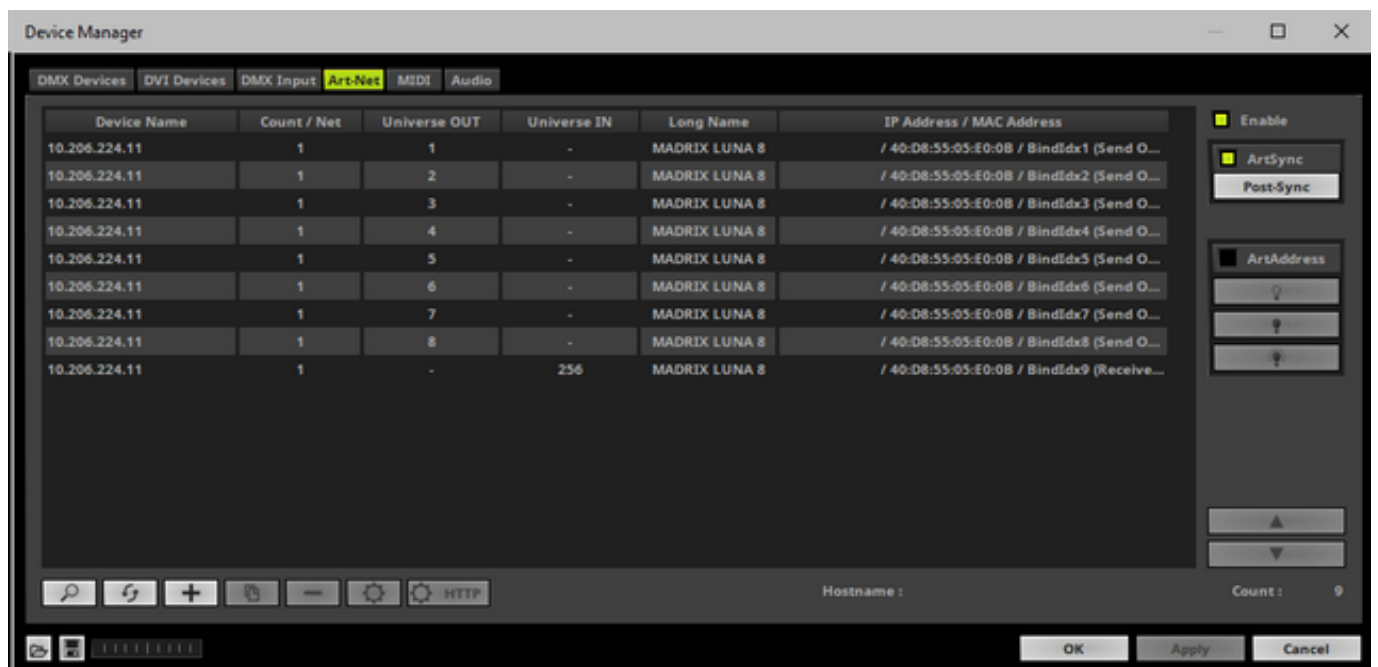 Device Manager
DMX Devices DVI Devices DMX Input Art-Net MIDI Audio
Device Name Count / Net Universe OUT Universe IN Long Name IP Address / MAC Address
10.206.224.11 1 1 - MADRIX LUNA 8 / 40:D8:55:05:E0:0B / BindIdx1 (Send O...
10.206.224.11 1 2 - MADRIX LUNA 8 / 40:D8:55:05:E0:0B / BindIdx2 (Send O...
10.206.224.11 1 3 - MADRIX LUNA 8 / 40:D8:55:05:E0:0B / BindIdx3 (Send O...
10.206.224.11 1 4 - MADRIX LUNA 8 / 40:D8:55:05:E0:0B / BindIdx4 (Send O...
10.206.224.11 1 5 - MADRIX LUNA 8 / 40:D8:55:05:E0:0B / BindIdx5 (Send O...
10.206.224.11 1 6 - MADRIX LUNA 8 / 40:D8:55:05:E0:0B / BindIdx6 (Send O...
10.206.224.11 1 7 - MADRIX LUNA 8 / 40:D8:55:05:E0:0B / BindIdx7 (Send O...
10.206.224.11 1 8 - MADRIX LUNA 8 / 40:D8:55:05:E0:0B / BindIdx8 (Send O...
10.206.224.11 1 - 256 MADRIX LUNA 8 / 40:D8:55:05:E0:0B / BindIdx9 (Receive...
Enable
ArtSync
Post-Sync
ArtAddress
HTTP
Hostname :
Count : 9
OK Apply Cancel